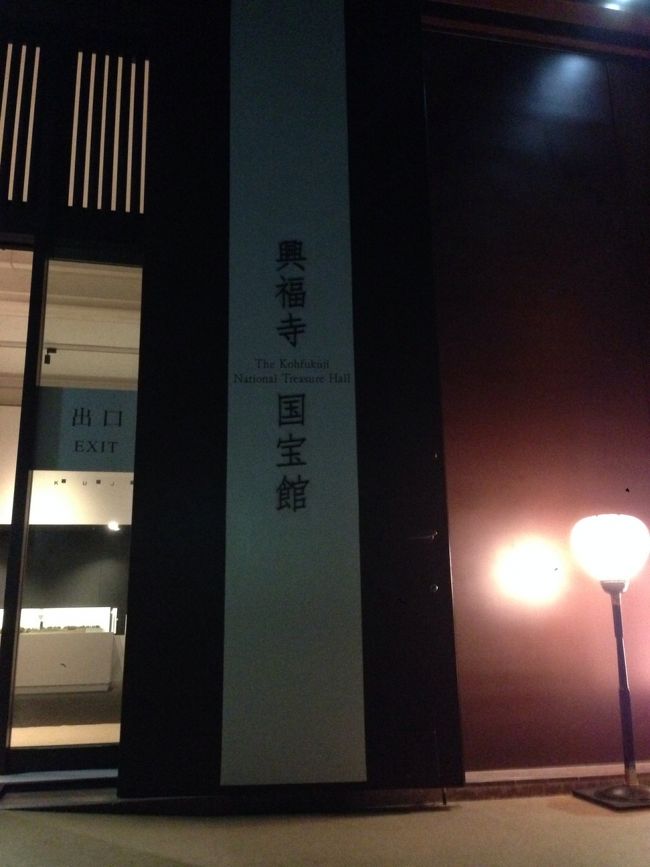 興福寺
The Kohfukuji
National Treasure Hall
国宝館
出口
EXIT